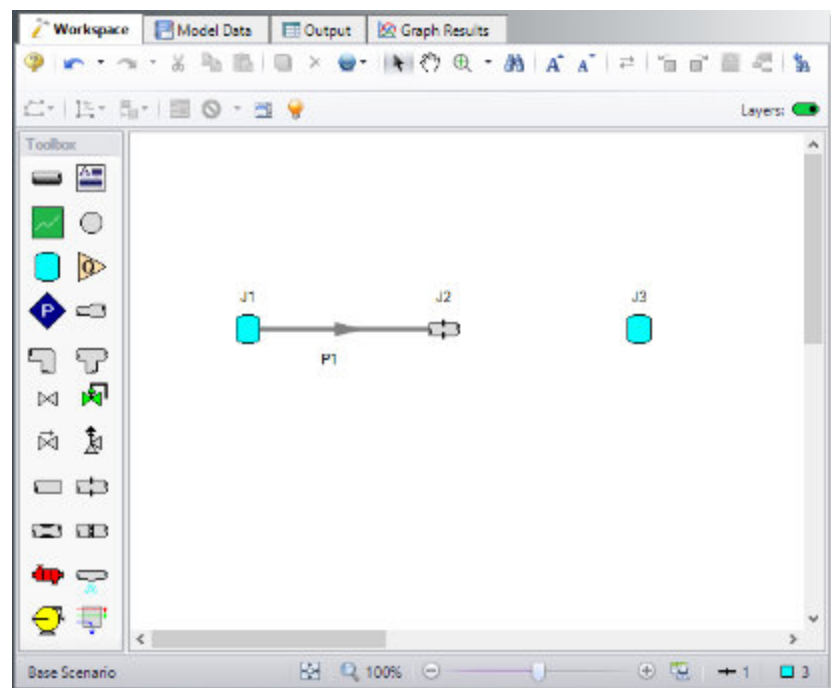 Workspace Model Data Output Graph Results
Layers:
Toolbox
J1 J2 J3
P1
Base Scenario 100% 1 3